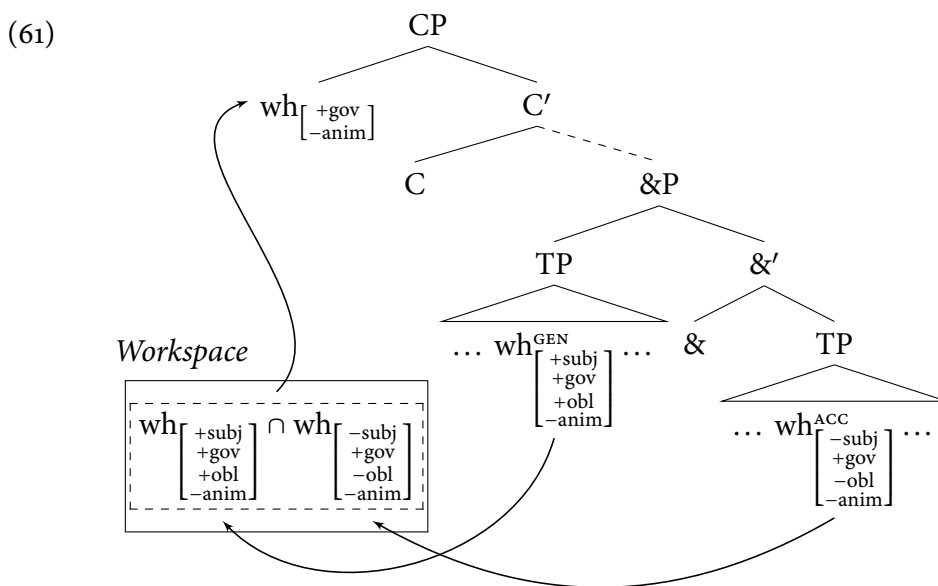 (61)
CP
wh[+gov −anim]
C′
C
&P
TP
&′
… wh^GEN[+subj +gov +obl −anim] …
&
TP
… wh^ACC[−subj +gov −obl −anim] …
Workspace
wh[+subj +gov +obl −anim] ∩ wh[−subj +gov −obl −anim]